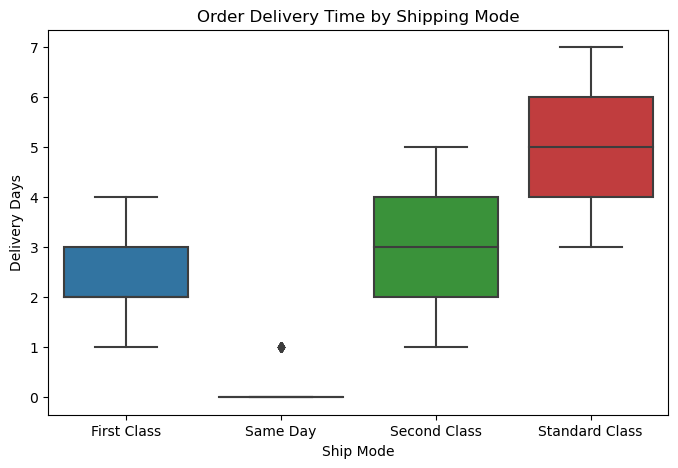 Order Delivery Time by Shipping Mode
7
6
5
4
3
2
1
0
Delivery Days
First Class
Same Day
Second Class
Standard Class
Ship Mode